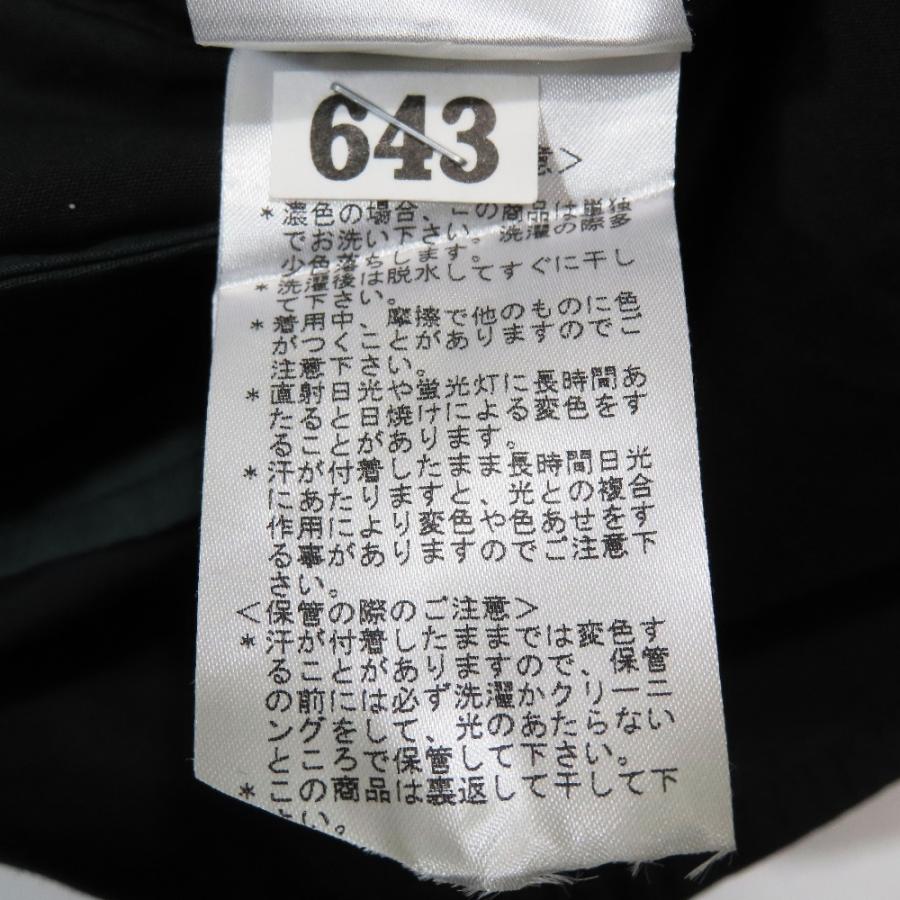 643
意>
*濃色の場合、この商品は単独
でお洗い下さい。洗濯の際多
少色落ちします。
*洗濯後は脱水してすぐに干し
て下さい。
*着用中、摩擦で他のものに色
がつくことがありますのでご
注意下さい。
*直射日光や蛍光灯に長時間あ
たると日焼けによる変色をす
ることがあります。
*汗が付着したまま、長時間日光
にあたりますと、光との複合
作用により変色や色あせを す
る事があり ますのでご注意下
さい。
<保管の際のご注意>
*汗が付着したままでは変色す
ることがありますので、保管
の前には必ず洗濯かクリーニ
ングをして、光のあたらない
ところで保管して下さい。
*この商品は裏返して干して下
さい。